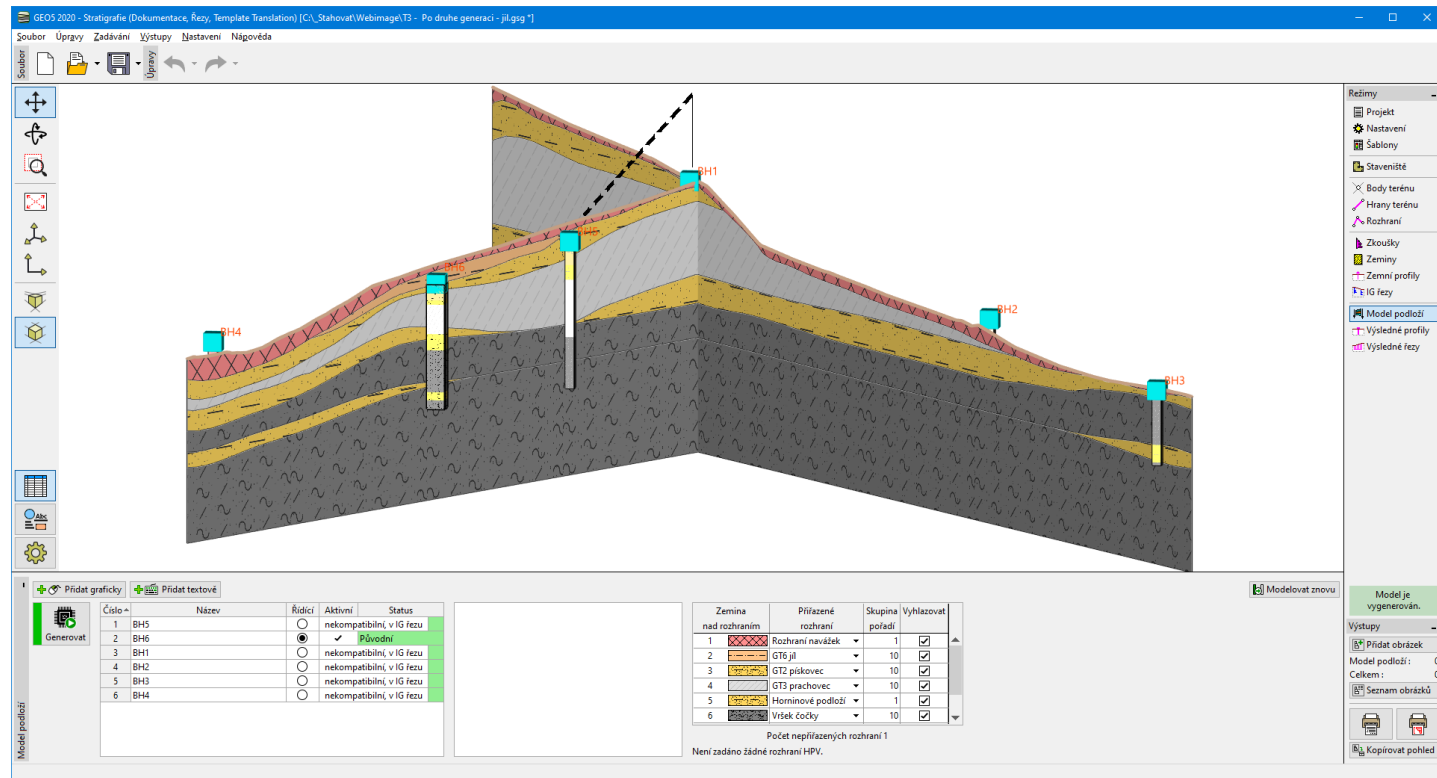 GEO5 2020 - Stratigrafie (Dokumentace, Řezy, Template Translation) [C:\_Stahovat\Webimage\T3 - Po druhe generaci - jil.gsg *]
Soubor Úpravy Zadávání Výstupy Nastavení Nápověda
Soubor
Úpravy
BH1
BH5
BH6
BH4
BH2
BH3
Abc
Režimy
Projekt
Nastavení
Šablony
Staveniště
Body terénu
Hrany terénu
Rozhraní
Zkoušky
Zeminy
Zemní profily
IG řezy
Model podloží
Výsledné profily
Výsledné řezy
Přidat graficky Přidat textově Modelovat znovu
Generovat
Číslo Název Řídící Aktivní Status
1 BH5 nekompatibilní, v IG řezu
2 BH6 Původní
3 BH1 nekompatibilní, v IG řezu
4 BH2 nekompatibilní, v IG řezu
5 BH3 nekompatibilní, v IG řezu
6 BH4 nekompatibilní, v IG řezu
Zemina Přiřazené Skupina Vyhlazovat
nad rozhraním rozhraní pořadí
1 Rozhraní navážek 1
2 GT6 jíl 10
3 GT2 pískovec 10
4 GT3 prachovec 10
5 Horninové podloží 1
6 Vršek čočky 10
Počet nepřiřazených rozhraní 1
Není zadáno žádné rozhraní HPV.
Model podloží
Model je
vygenerován.
Výstupy
Přidat obrázek
Model podloží : 0
Celkem : 0
Seznam obrázků
Kopírovat pohled